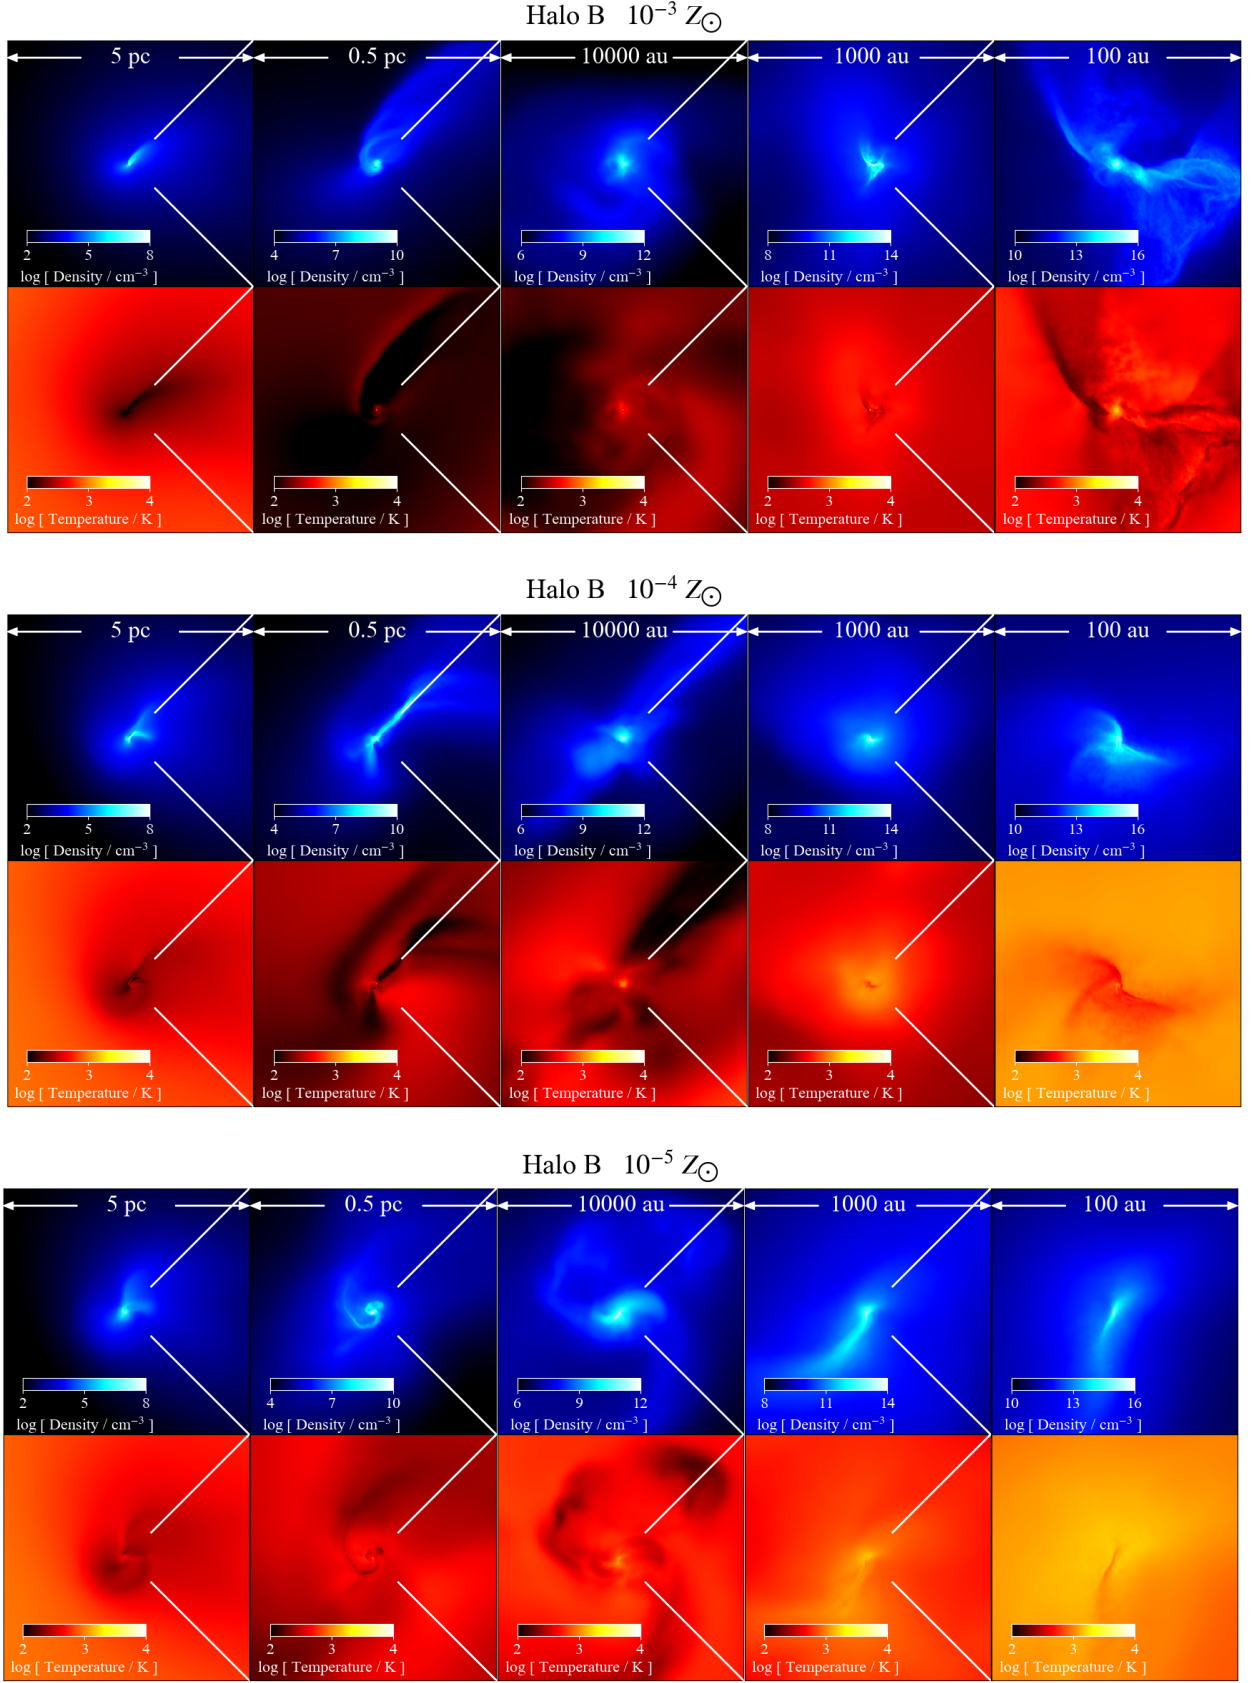 Halo B 10⁻³ Z☉
5 pc 0.5 pc 10000 au 1000 au 100 au
2 5 8 4 7 10 6 9 12 8 11 14 10 13 16
log [ Density / cm⁻³ ] log [ Density / cm⁻³ ] log [ Density / cm⁻³ ] log [ Density / cm⁻³ ] log [ Density / cm⁻³ ]
2 3 4 2 3 4 2 3 4 2 3 4 2 3 4
log [ Temperature / K ] log [ Temperature / K ] log [ Temperature / K ] log [ Temperature / K ] log [ Temperature / K ]
Halo B 10⁻⁴ Z☉
5 pc 0.5 pc 10000 au 1000 au 100 au
2 5 8 4 7 10 6 9 12 8 11 14 10 13 16
log [ Density / cm⁻³ ] log [ Density / cm⁻³ ] log [ Density / cm⁻³ ] log [ Density / cm⁻³ ] log [ Density / cm⁻³ ]
2 3 4 2 3 4 2 3 4 2 3 4 2 3 4
log [ Temperature / K ] log [ Temperature / K ] log [ Temperature / K ] log [ Temperature / K ] log [ Temperature / K ]
Halo B 10⁻⁵ Z☉
5 pc 0.5 pc 10000 au 1000 au 100 au
2 5 8 4 7 10 6 9 12 8 11 14 10 13 16
log [ Density / cm⁻³ ] log [ Density / cm⁻³ ] log [ Density / cm⁻³ ] log [ Density / cm⁻³ ] log [ Density / cm⁻³ ]
2 3 4 2 3 4 2 3 4 2 3 4 2 3 4
log [ Temperature / K ] log [ Temperature / K ] log [ Temperature / K ] log [ Temperature / K ] log [ Temperature / K ]